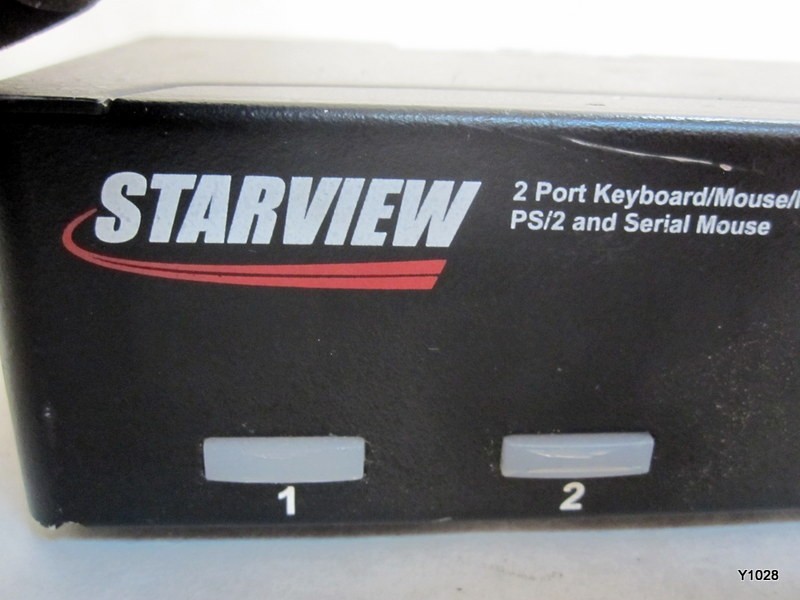 STARVIEW
2 Port Keyboard/Mouse/
PS/2 and Serial Mouse
1
2
Y1028